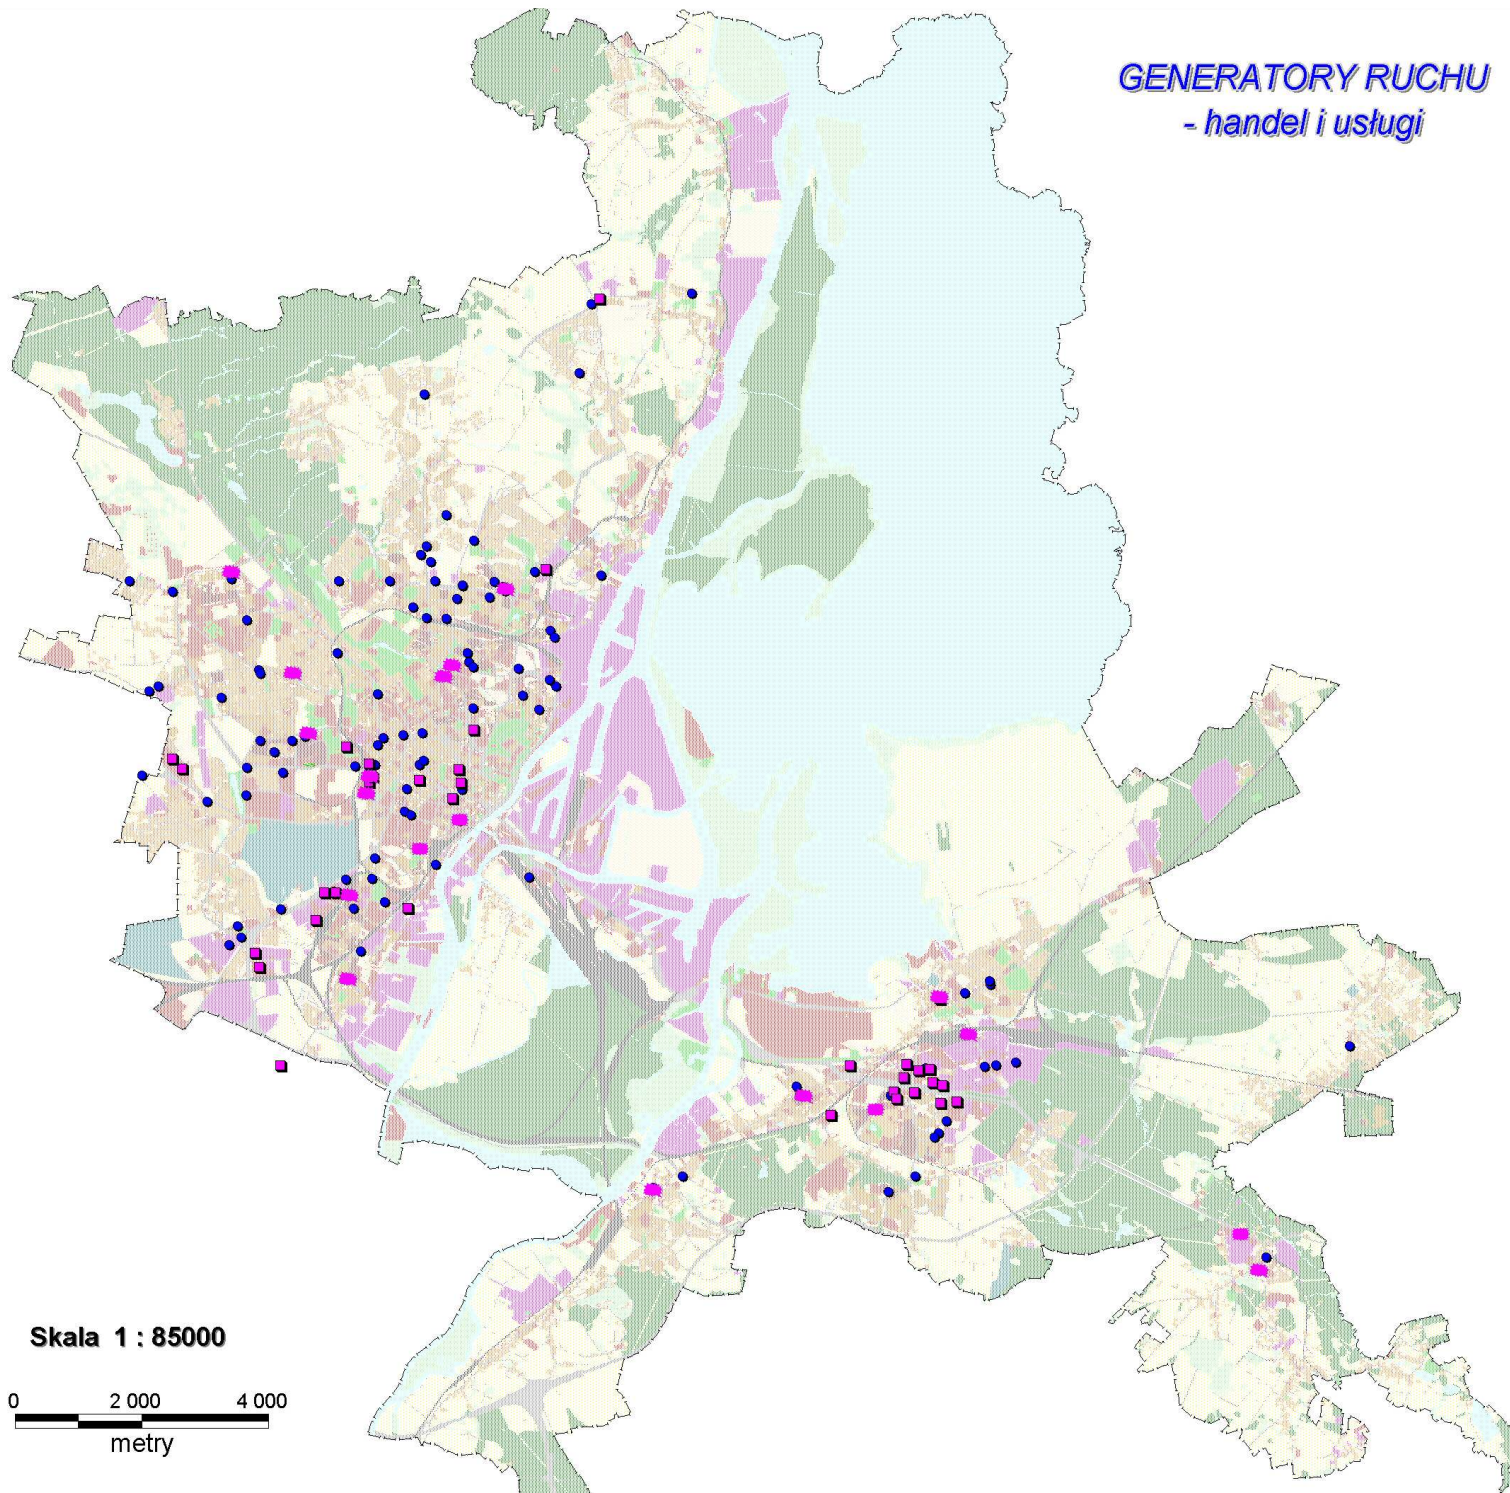 GENERATORY RUCHU
- handel i usługi
Skala 1 : 85000
0 2 000 4 000
metry